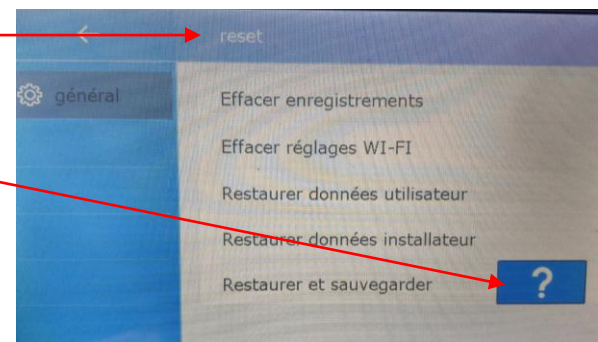 reset
général
Effacer enregistrements
Effacer réglages WI-FI
Restaurer données utilisateur
Restaurer données installateur
Restaurer et sauvegarder
?